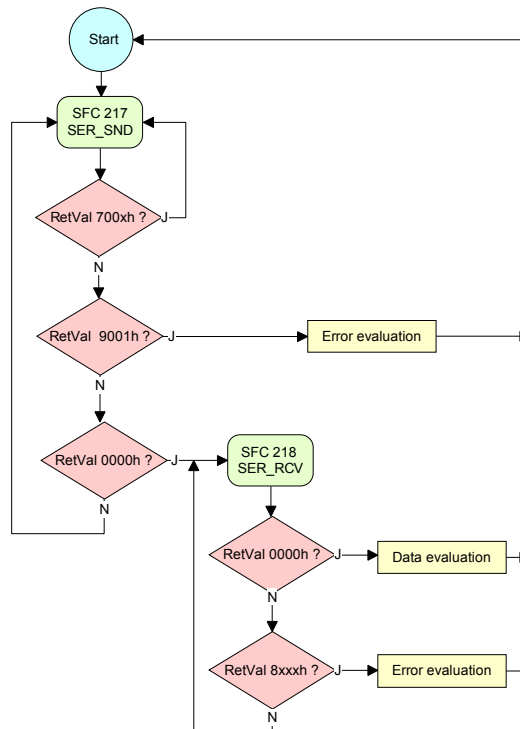 Start
SFC 217
SER_SND
RetVal 700xh ?
J
N
RetVal 9001h ?
J
Error evaluation
N
RetVal 0000h ?
J
SFC 218
SER_RCV
N
RetVal 0000h ?
J
Data evaluation
N
RetVal 8xxxh ?
J
Error evaluation
N